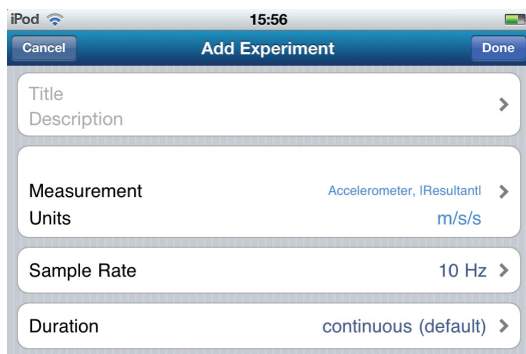 iPod 15:56
Cancel Add Experiment Done
Title
Description
Measurement Accelerometer, |Resultant|
Units m/s/s
Sample Rate 10 Hz
Duration continuous (default)